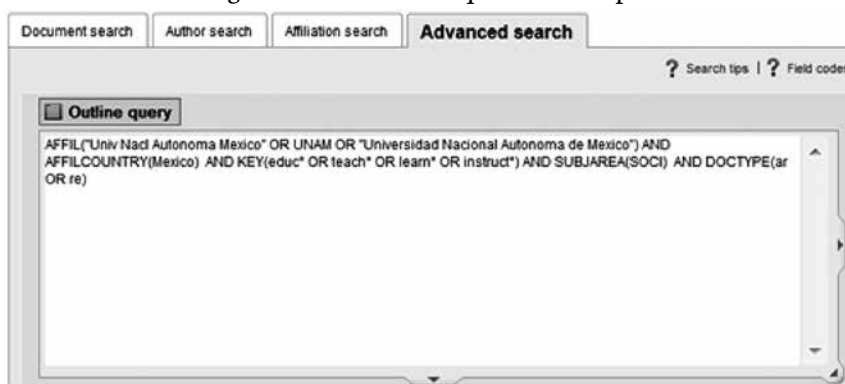 Document search Author search Affiliation search Advanced search
? Search tips | ? Field codes
Outline query
AFFIL("Univ Nacl Autonoma Mexico" OR UNAM OR "Universidad Nacional Autonoma de Mexico") AND
AFFILCOUNTRY(Mexico) AND KEY(educ* OR teach* OR learn* OR instruct*) AND SUBJAREA(SOCI) AND DOCTYPE(ar
OR re)